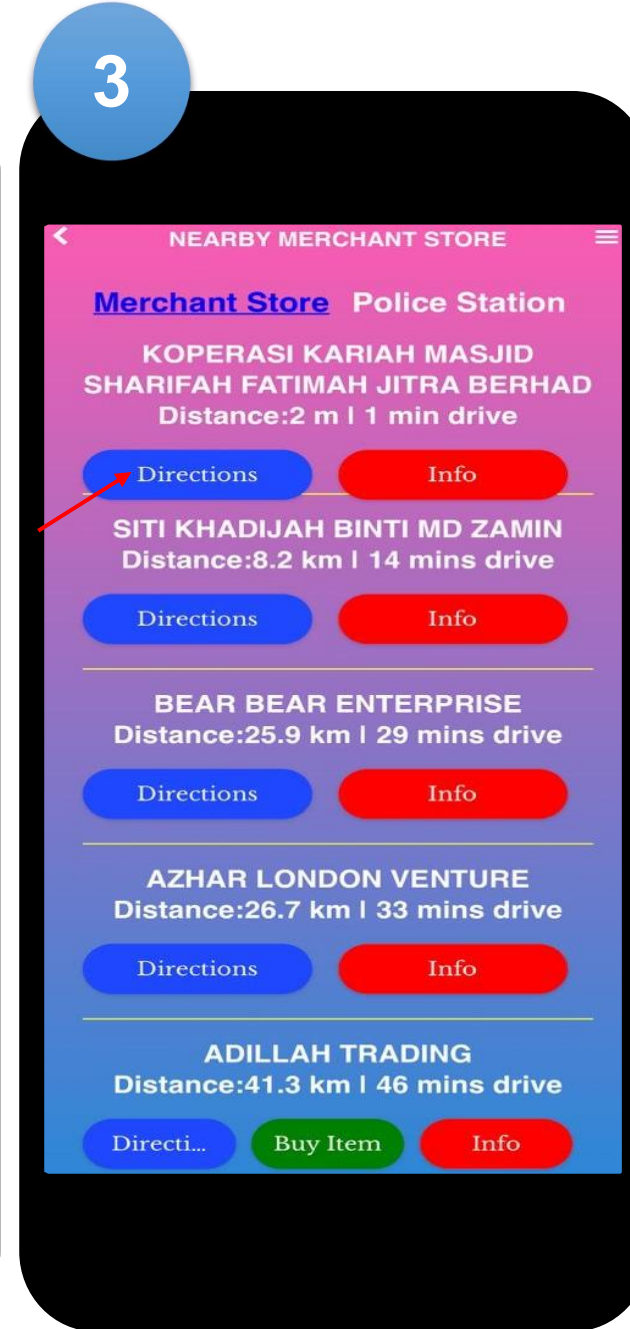 3
NEARBY MERCHANT STORE
Merchant Store Police Station
KOPERASI KARIAH MASJID
SHARIFAH FATIMAH JITRA BERHAD
Distance:2 m | 1 min drive
Directions Info
SITI KHADIJAH BINTI MD ZAMIN
Distance:8.2 km | 14 mins drive
Directions Info
BEAR BEAR ENTERPRISE
Distance:25.9 km | 29 mins drive
Directions Info
AZHAR LONDON VENTURE
Distance:26.7 km | 33 mins drive
Directions Info
ADILLAH TRADING
Distance:41.3 km | 46 mins drive
Directi... Buy Item Info